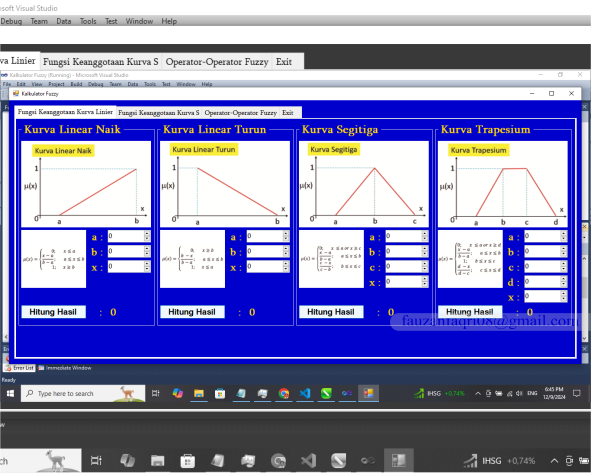 soft Visual Studio
Debug Team Data Tools Test Window Help
va Linier Fungsi Keanggotaan Kurva S Operator-Operator Fuzzy Exit
Kalkulator Fuzzy (Running) - Microsoft Visual Studio
File Edit View Project Build Debug Team Data Tools Test Window Help
Kalkulator Fuzzy
Fungsi Keanggotaan Kurva Linier Fungsi Keanggotaan Kurva S Operator-Operator Fuzzy Exit
Kurva Linear Naik Kurva Linear Turun Kurva Segitiga Kurva Trapesium
Kurva Linear Naik Kurva Linear Turun Kurva Segitiga Kurva Trapesium
1 1 1 1
μ(x) μ(x) μ(x) μ(x)
x x x x
0 a b 0 a b 0 a b c 0 a b c d
a : 0 a : 0 a : 0 a : 0
b : 0 b : 0 b : 0 b : 0
x : 0 x : 0 c : 0 c : 0
x : 0 d : 0
x : 0
Hitung Hasil : 0 Hitung Hasil : 0 Hitung Hasil : 0 Hitung Hasil : 0
fauzanfaqri08@gmail.com
Error List Immediate Window
Ready
Type here to search IHSG +0.74% ENG 6:45 PM
12/9/2024
w
ch IHSG +0.74%